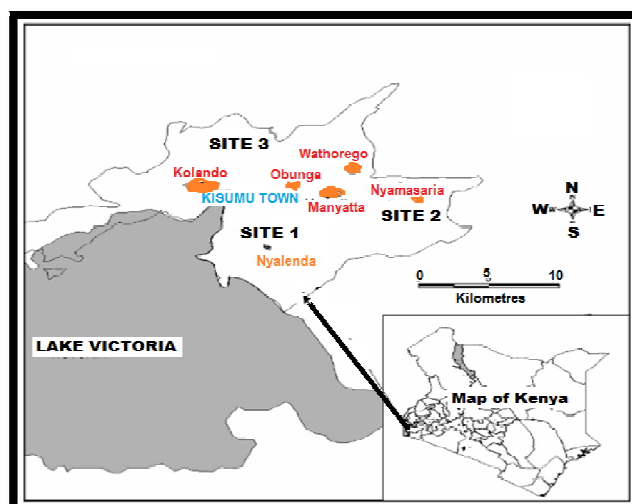 SITE 3
Wathorego
Kolando
Obunga
Nyamasaria
KISUMU TOWN
Manyatta
SITE 2
SITE 1
Nyalenda
N
W E
S
0 5 10
Kilometres
LAKE VICTORIA
Map of Kenya